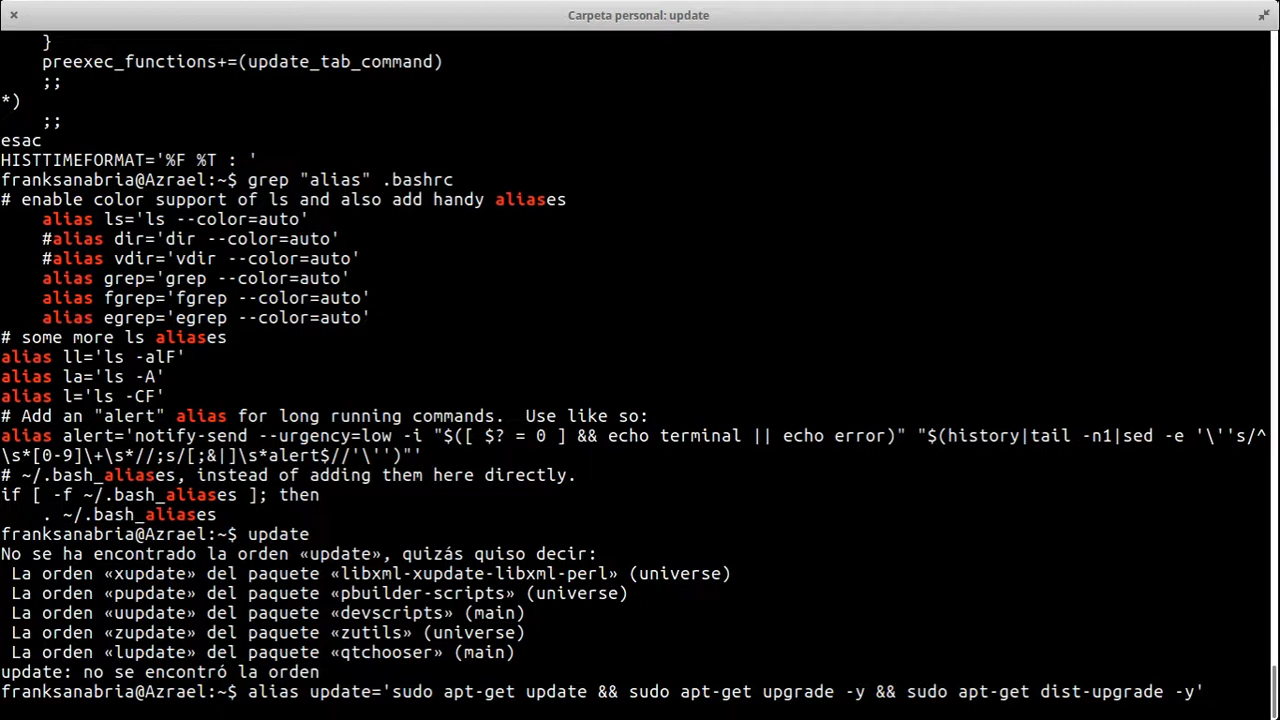 Carpeta personal: update
    }
    preexec_functions+=(update_tab_command)
    ;;
*)
    ;;
esac
HISTTIMEFORMAT='%F %T : '
franksanabria@Azrael:~$ grep "alias" .bashrc
# enable color support of ls and also add handy aliases
    alias ls='ls --color=auto'
    #alias dir='dir --color=auto'
    #alias vdir='vdir --color=auto'
    alias grep='grep --color=auto'
    alias fgrep='fgrep --color=auto'
    alias egrep='egrep --color=auto'
# some more ls aliases
alias ll='ls -alF'
alias la='ls -A'
alias l='ls -CF'
# Add an "alert" alias for long running commands.  Use like so:
alias alert='notify-send --urgency=low -i "$([ $? = 0 ] && echo terminal || echo error)" "$(history|tail -n1|sed -e '\''s/^
\s*[0-9]\+\s*//;s/[;&|]\s*alert$//'\'')"'
# ~/.bash_aliases, instead of adding them here directly.
if [ -f ~/.bash_aliases ]; then
    . ~/.bash_aliases
franksanabria@Azrael:~$ update
No se ha encontrado la orden «update», quizás quiso decir:
 La orden «xupdate» del paquete «libxml-xupdate-libxml-perl» (universe)
 La orden «pupdate» del paquete «pbuilder-scripts» (universe)
 La orden «uupdate» del paquete «devscripts» (main)
 La orden «zupdate» del paquete «zutils» (universe)
 La orden «lupdate» del paquete «qtchooser» (main)
update: no se encontró la orden
franksanabria@Azrael:~$ alias update='sudo apt-get update && sudo apt-get upgrade -y && sudo apt-get dist-upgrade -y'